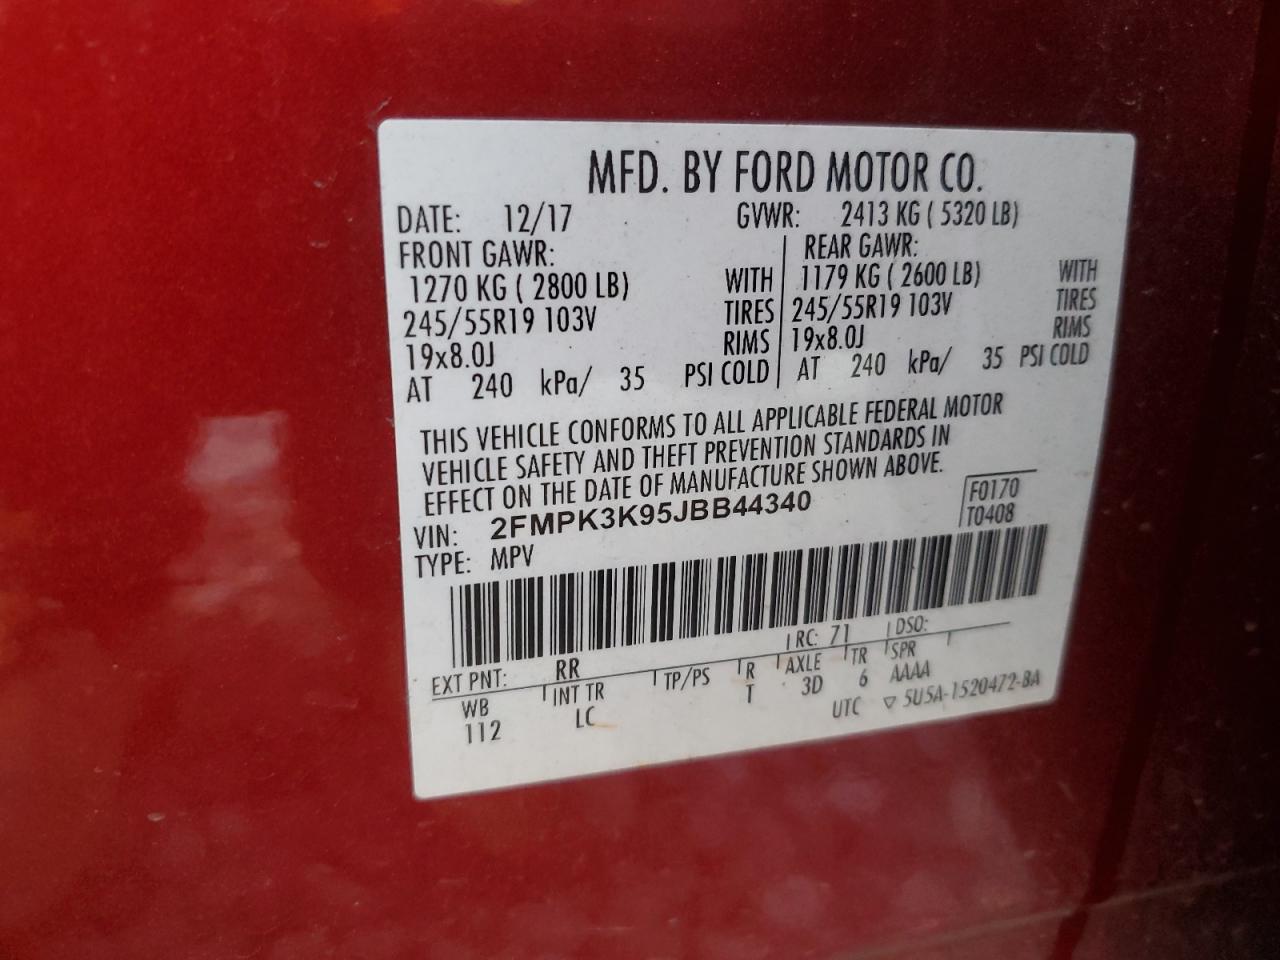 MFD. BY FORD MOTOR CO.
DATE: 12/17 GVWR: 2413 KG ( 5320 LB)
FRONT GAWR: REAR GAWR:
1270 KG ( 2800 LB) WITH 1179 KG ( 2600 LB) WITH
245/55R19 103V TIRES 245/55R19 103V TIRES
19x8.0J RIMS 19x8.0J RIMS
AT 240 kPa/ 35 PSI COLD AT 240 kPa/ 35 PSI COLD
THIS VEHICLE CONFORMS TO ALL APPLICABLE FEDERAL MOTOR
VEHICLE SAFETY AND THEFT PREVENTION STANDARDS IN
EFFECT ON THE DATE OF MANUFACTURE SHOWN ABOVE.
VIN: 2FMPK3K95JBB44340 F0170
TYPE: MPV T0408
EXT PNT: RR RC: 71 DSO:
WB INT TR TP/PS R AXLE TR SPR
112 LC T 3D 6 AAAA
UTC ▽ 5U5A-1520472-BA